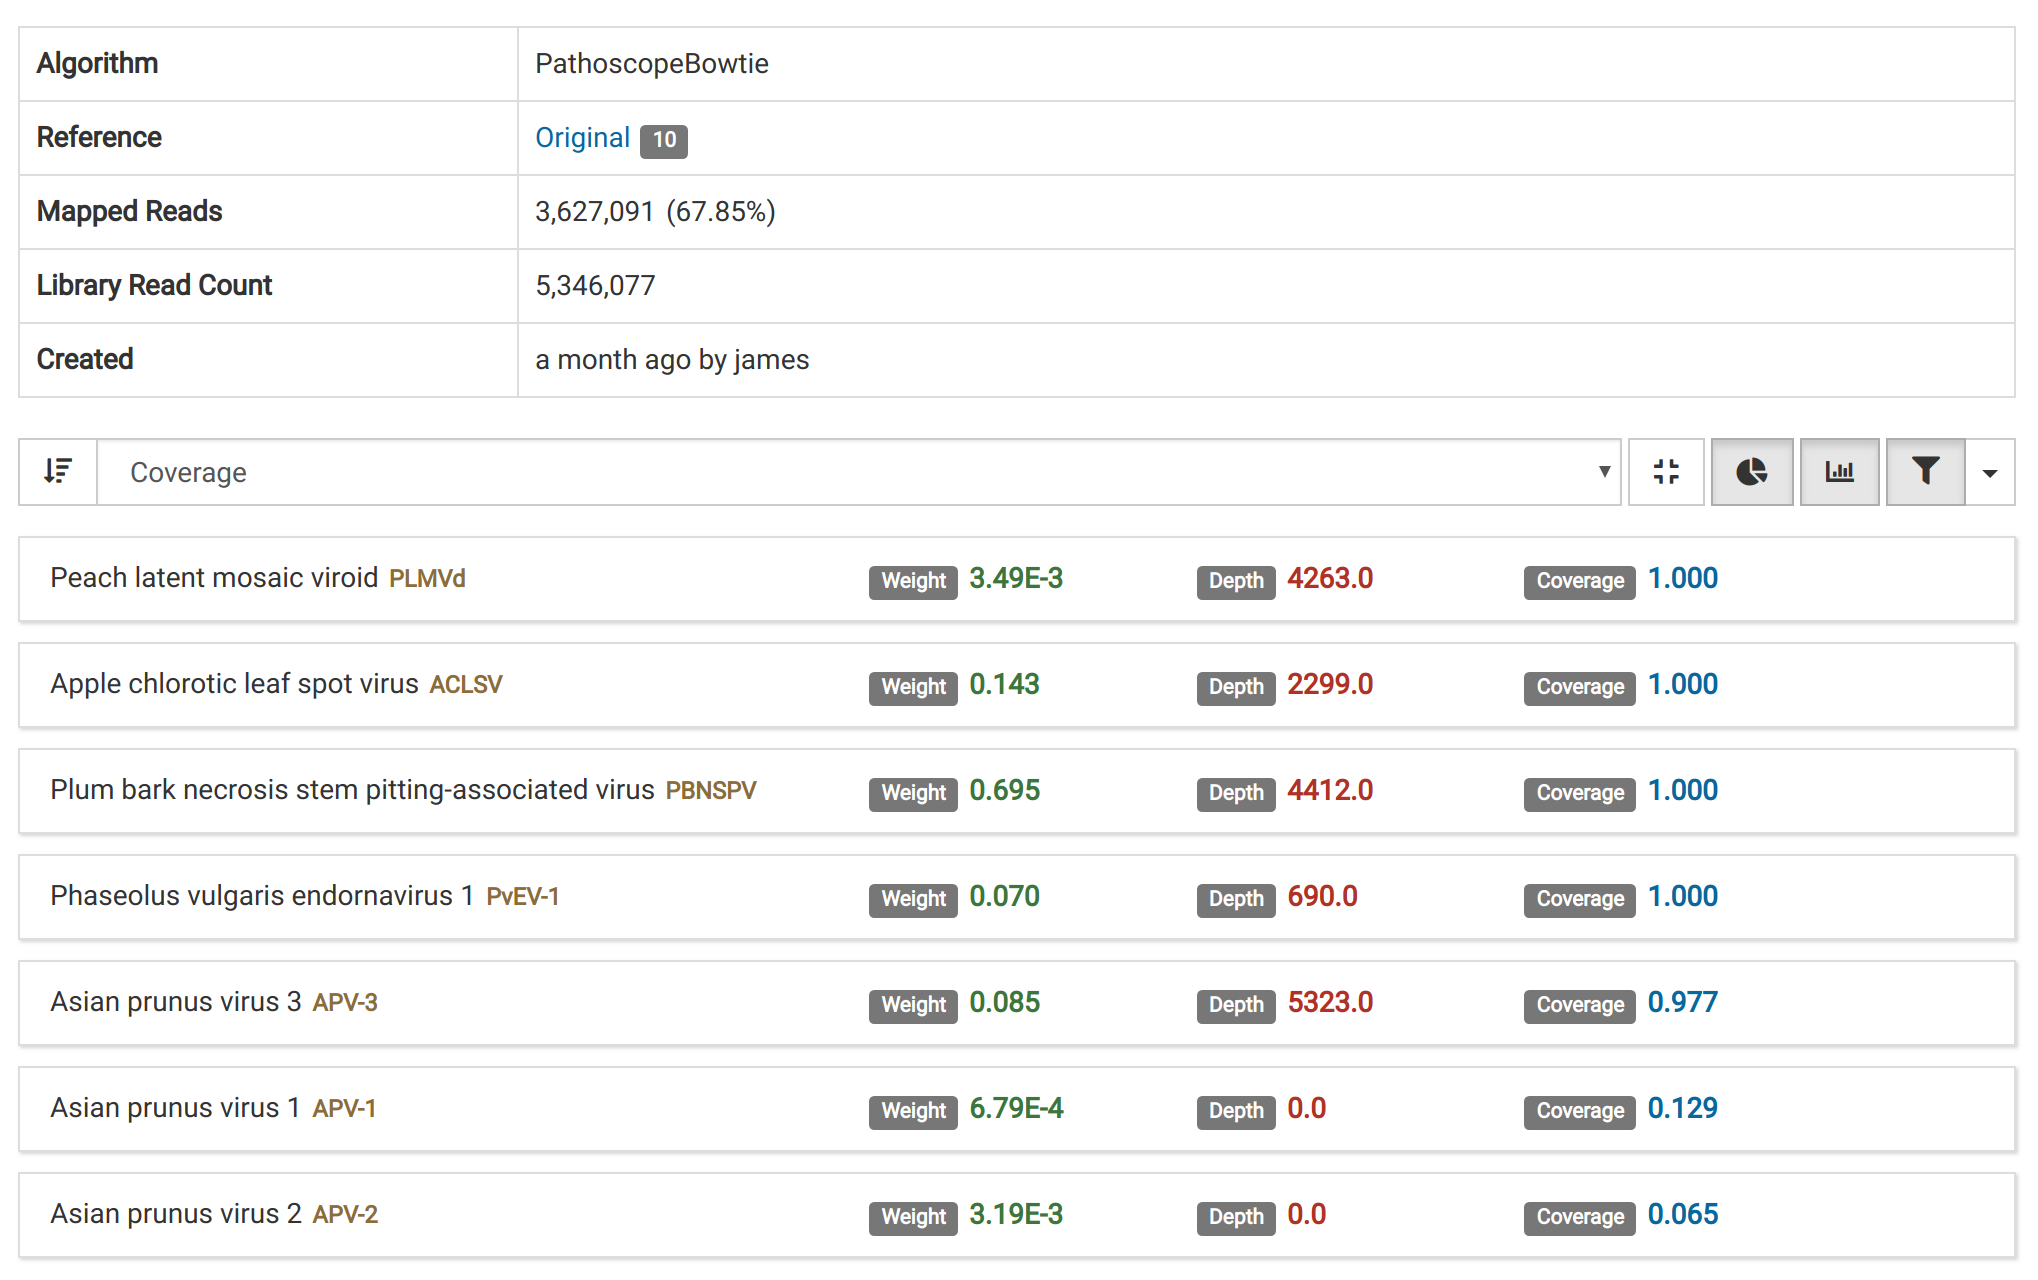 Algorithm PathoscopeBowtie
Reference Original 10
Mapped Reads 3,627,091 (67.85%)
Library Read Count 5,346,077
Created a month ago by james
Coverage
Peach latent mosaic viroid PLMVd Weight 3.49E-3 Depth 4263.0 Coverage 1.000
Apple chlorotic leaf spot virus ACLSV Weight 0.143 Depth 2299.0 Coverage 1.000
Plum bark necrosis stem pitting-associated virus PBNSPV Weight 0.695 Depth 4412.0 Coverage 1.000
Phaseolus vulgaris endornavirus 1 PvEV-1 Weight 0.070 Depth 690.0 Coverage 1.000
Asian prunus virus 3 APV-3 Weight 0.085 Depth 5323.0 Coverage 0.977
Asian prunus virus 1 APV-1 Weight 6.79E-4 Depth 0.0 Coverage 0.129
Asian prunus virus 2 APV-2 Weight 3.19E-3 Depth 0.0 Coverage 0.065